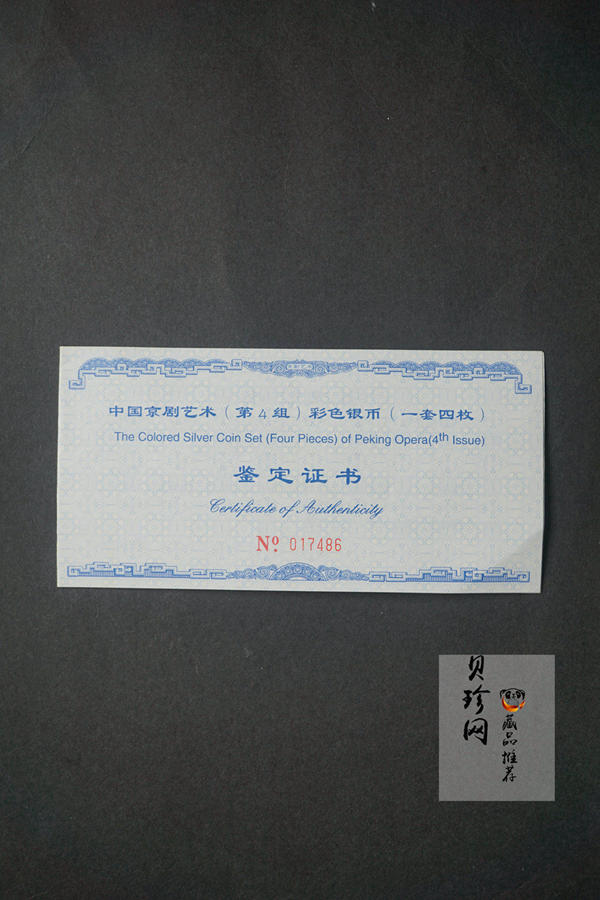 中国京剧艺术（第4组）彩色银币（一套四枚）
The Colored Silver Coin Set (Four Pieces) of Peking Opera(4th Issue)
鉴定证书
Certificate of Authenticity
Nº 017486
贝珍网
藏品推荐